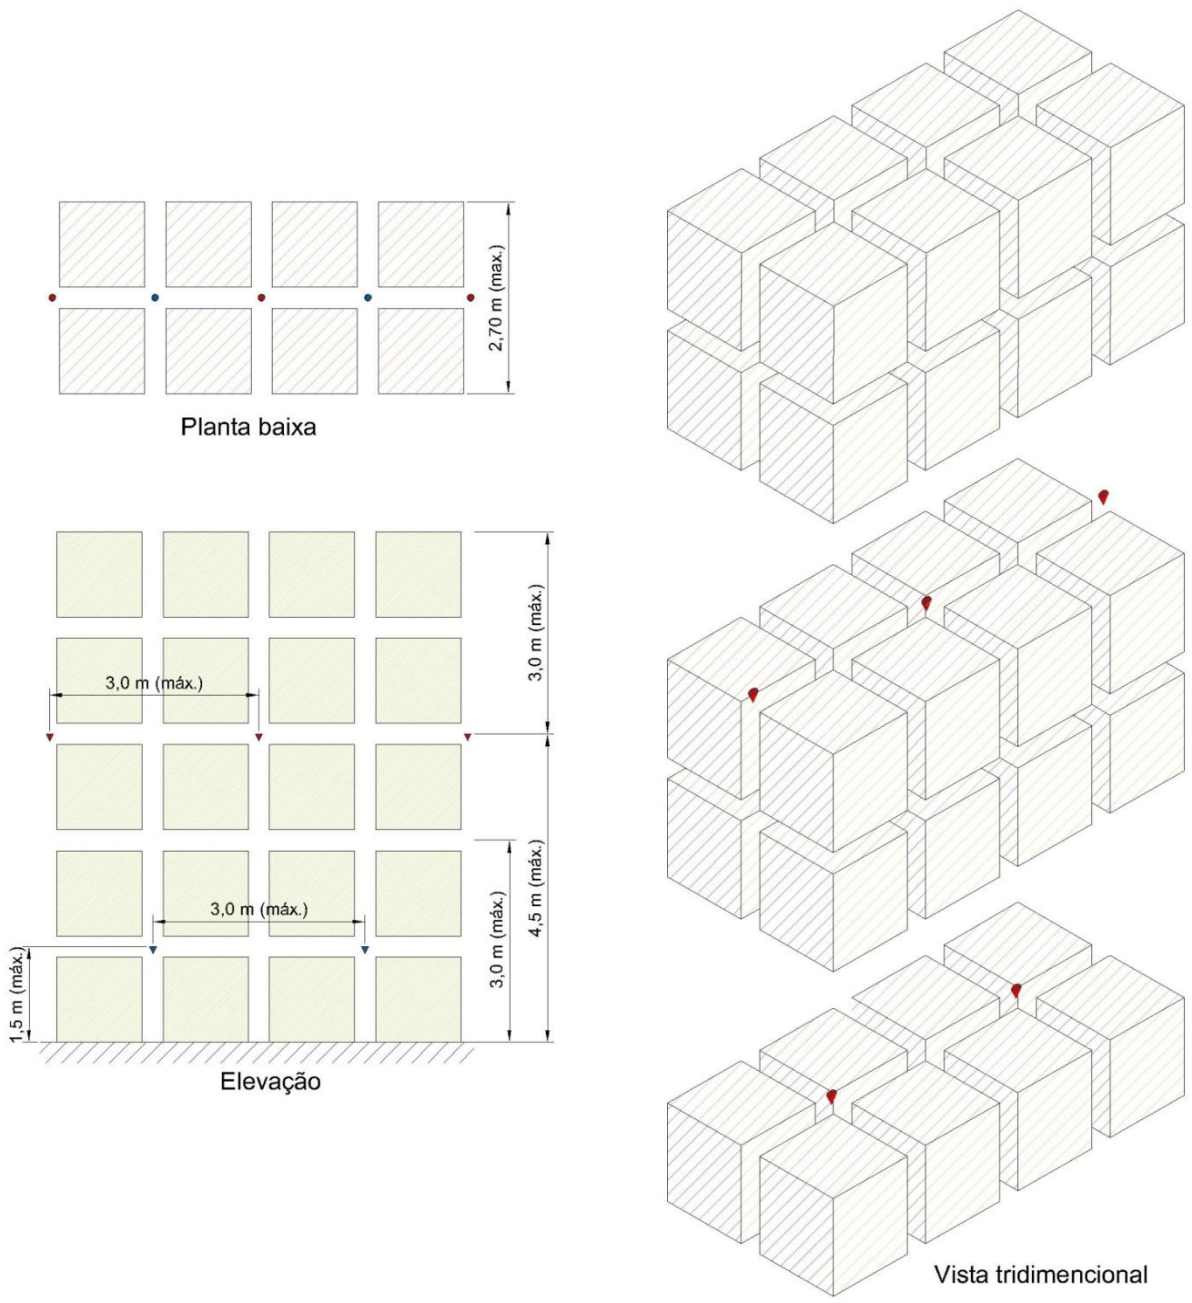 2,70 m (max.)
Planta baixa
3,0 m (máx.)
3,0 m (máx.)
3,0 m (máx.)
4,5 m (máx.)
3,0 m (máx.)
1,5 m (máx.)
Elevação
Vista tridimencional